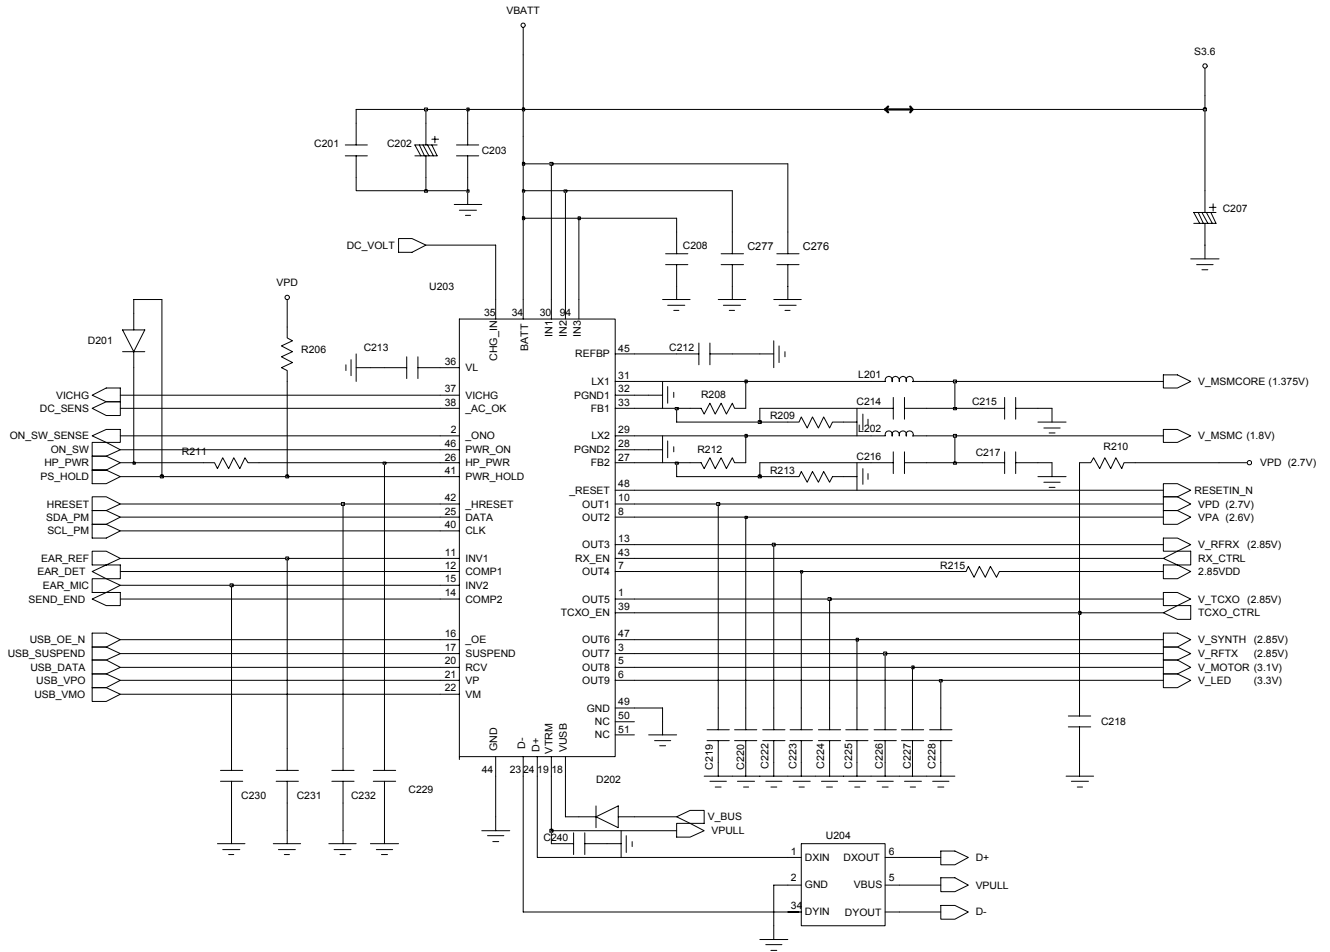 VBATT
S3.6
C201
C202
+
C203
+
C207
DC_VOLT
C208
C277
C276
VPD
U203
35
34
30
94
CHG_IN
BATT
IN1
IN2
IN3
D201
R206
C213
36
VL
REFBP
45
C212
VICHG
37
VICHG
LX1
31
L201
V_MSMCORE (1.375V)
DC_SENS
38
_AC_OK
PGND1
32
R208
FB1
33
C214
C215
R209
ON_SW_SENSE
2
_ONO
LX2
29
L202
V_MSMC (1.8V)
ON_SW
46
PWR_ON
PGND2
28
R212
R210
HP_PWR
R211
26
HP_PWR
FB2
27
C216
C217
VPD (2.7V)
PS_HOLD
41
PWR_HOLD
R213
_RESET
48
RESETIN_N
HRESET
42
_HRESET
OUT1
10
VPD (2.7V)
SDA_PM
25
DATA
OUT2
8
VPA (2.6V)
SCL_PM
40
CLK
OUT3
13
V_RFRX (2.85V)
EAR_REF
11
INV1
RX_EN
43
RX_CTRL
EAR_DET
12
COMP1
OUT4
7
R215
2.85VDD
EAR_MIC
15
INV2
SEND_END
14
COMP2
OUT5
1
V_TCXO (2.85V)
TCXO_EN
39
TCXO_CTRL
USB_OE_N
16
_OE
OUT6
47
V_SYNTH (2.85V)
USB_SUSPEND
17
SUSPEND
OUT7
3
V_RFTX (2.85V)
USB_DATA
20
RCV
OUT8
5
V_MOTOR (3.1V)
USB_VPO
21
VP
OUT9
6
V_LED (3.3V)
USB_VMO
22
VM
GND
49
NC
50
NC
51
C218
GND
D-
D+
VTRM
VUSB
C219
C220
C222
C223
C224
C225
C226
C227
C228
44
23
24
19
18
D202
C230
C231
C232
C229
V_BUS
VPULL
C240
U204
1
DXIN
DXOUT
6
D+
2
GND
VBUS
5
VPULL
34
DYIN
DYOUT
D-